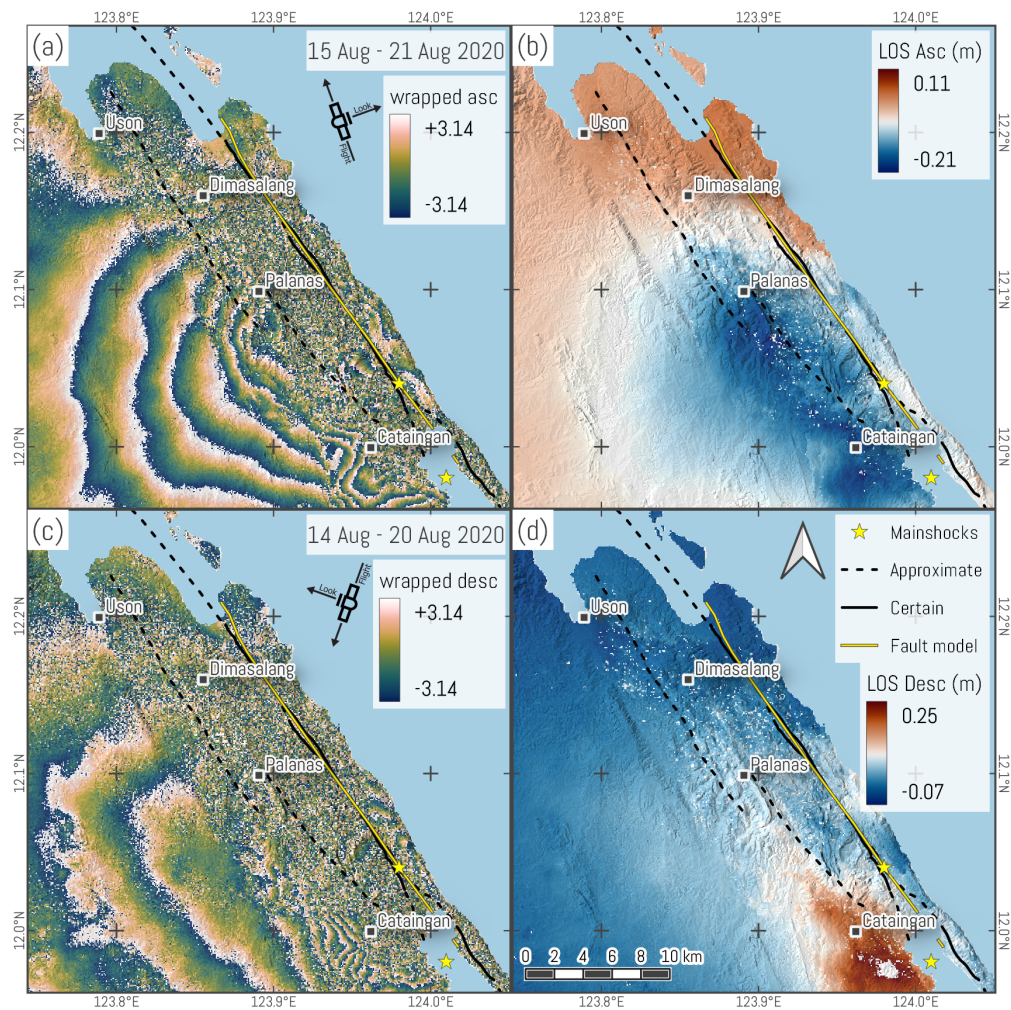 123.8°E
123.9°E
124.0°E
123.8°E
123.9°E
124.0°E
(a)
15 Aug - 21 Aug 2020
wrapped asc
+3.14
-3.14
Look
Flight
Uson
Dimasalang
Palanas
Cataingan
12.2°N
12.1°N
12.0°N
(b)
LOS Asc (m)
0.11
-0.21
Uson
Dimasalang
Palanas
Cataingan
12.2°N
12.1°N
12.0°N
(c)
14 Aug - 20 Aug 2020
wrapped desc
+3.14
-3.14
Look
Flight
Uson
Dimasalang
Palanas
Cataingan
12.2°N
12.1°N
12.0°N
(d)
Mainshocks
Approximate
Certain
Fault model
LOS Desc (m)
0.25
-0.07
Uson
Dimasalang
Palanas
Cataingan
0 2 4 6 8 10 km
12.2°N
12.1°N
12.0°N
123.8°E
123.9°E
124.0°E
123.8°E
123.9°E
124.0°E